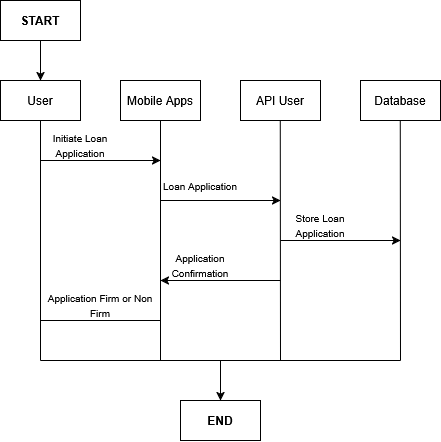 START
User
Mobile Apps
API User
Database
Initiate Loan
Application
Loan Application
Store Loan
Application
Application
Confirmation
Application Firm or Non
Firm
END